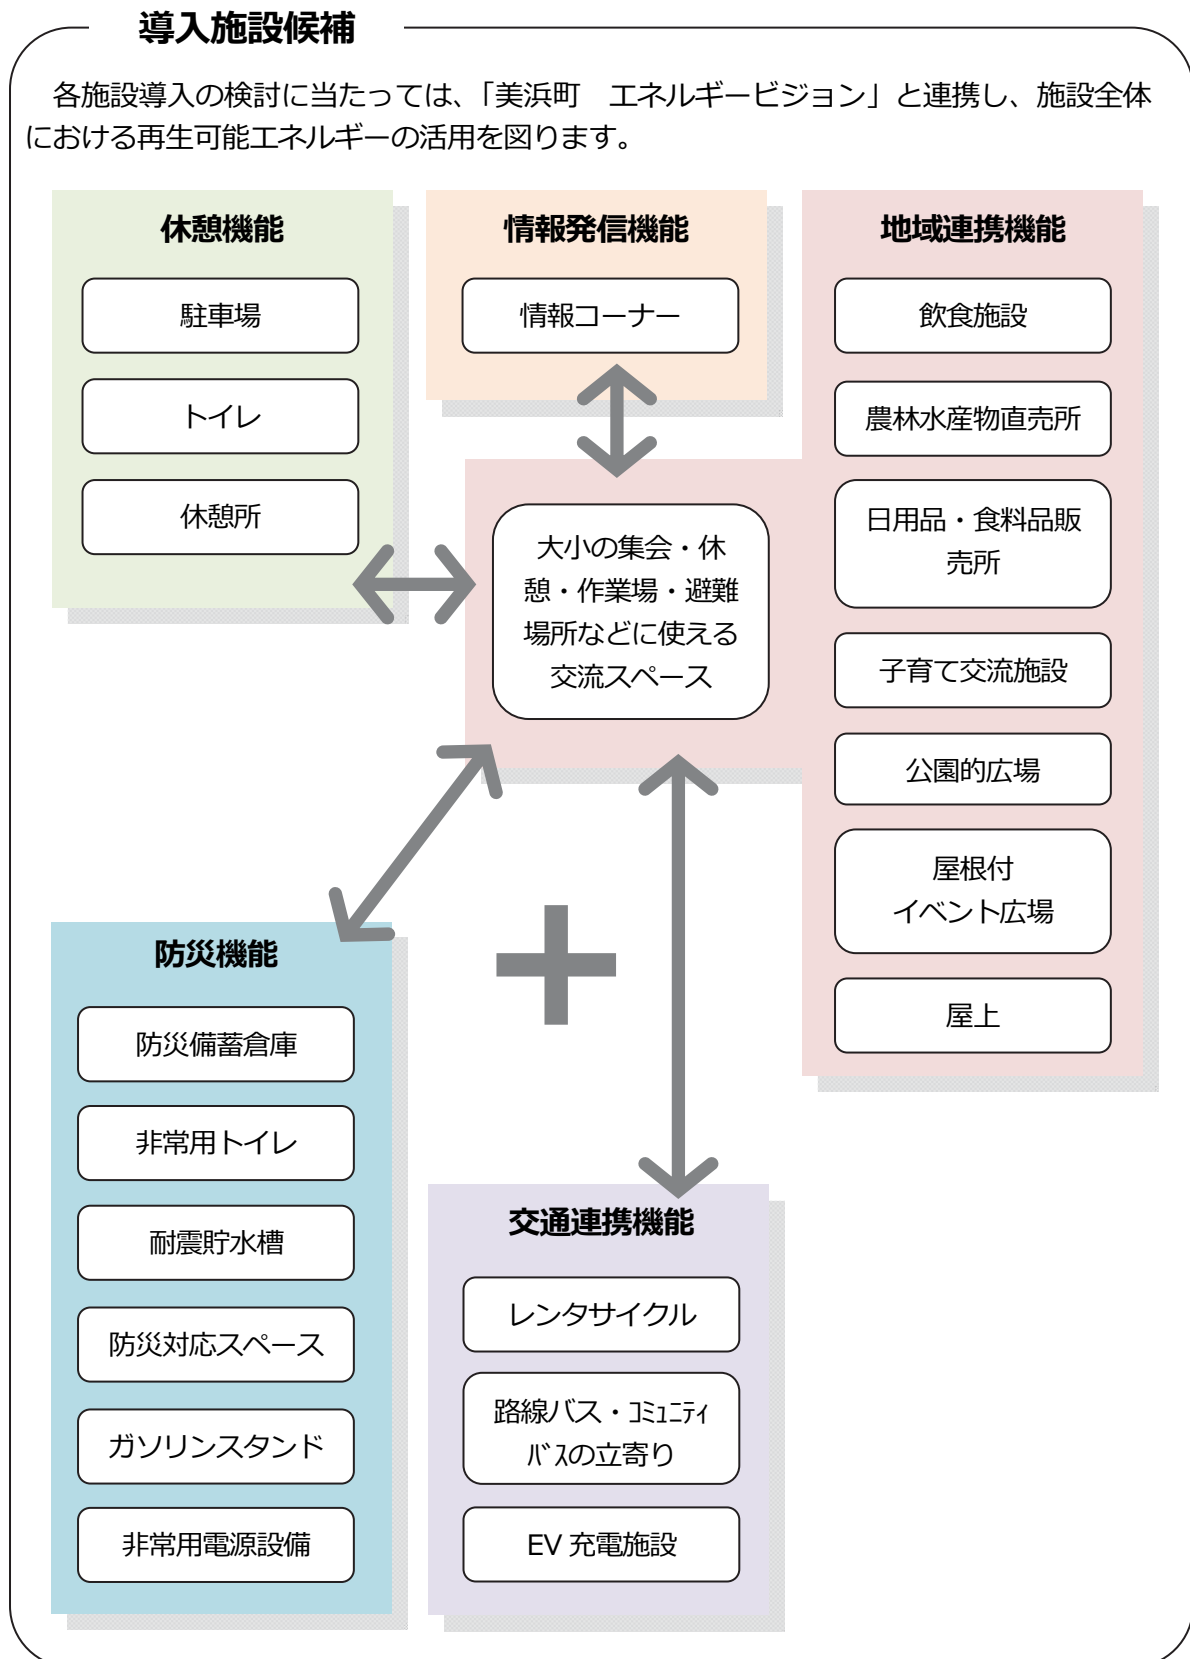 導入施設候補
各施設導入の検討に当たっては、「美浜町　エネルギービジョン」と連携し、施設全体
における再生可能エネルギーの活用を図ります。
休憩機能
駐車場
トイレ
休憩所
情報発信機能
情報コーナー
地域連携機能
飲食施設
農林水産物直売所
日用品・食料品販
売所
子育て交流施設
公園的広場
屋根付
イベント広場
屋上
大小の集会・休
憩・作業場・避難
場所などに使える
交流スペース
防災機能
防災備蓄倉庫
非常用トイレ
耐震貯水槽
防災対応スペース
ガソリンスタンド
非常用電源設備
交通連携機能
レンタサイクル
路線バス・ｺﾐｭﾆﾃｨ
ﾊﾞｽの立寄り
EV 充電施設